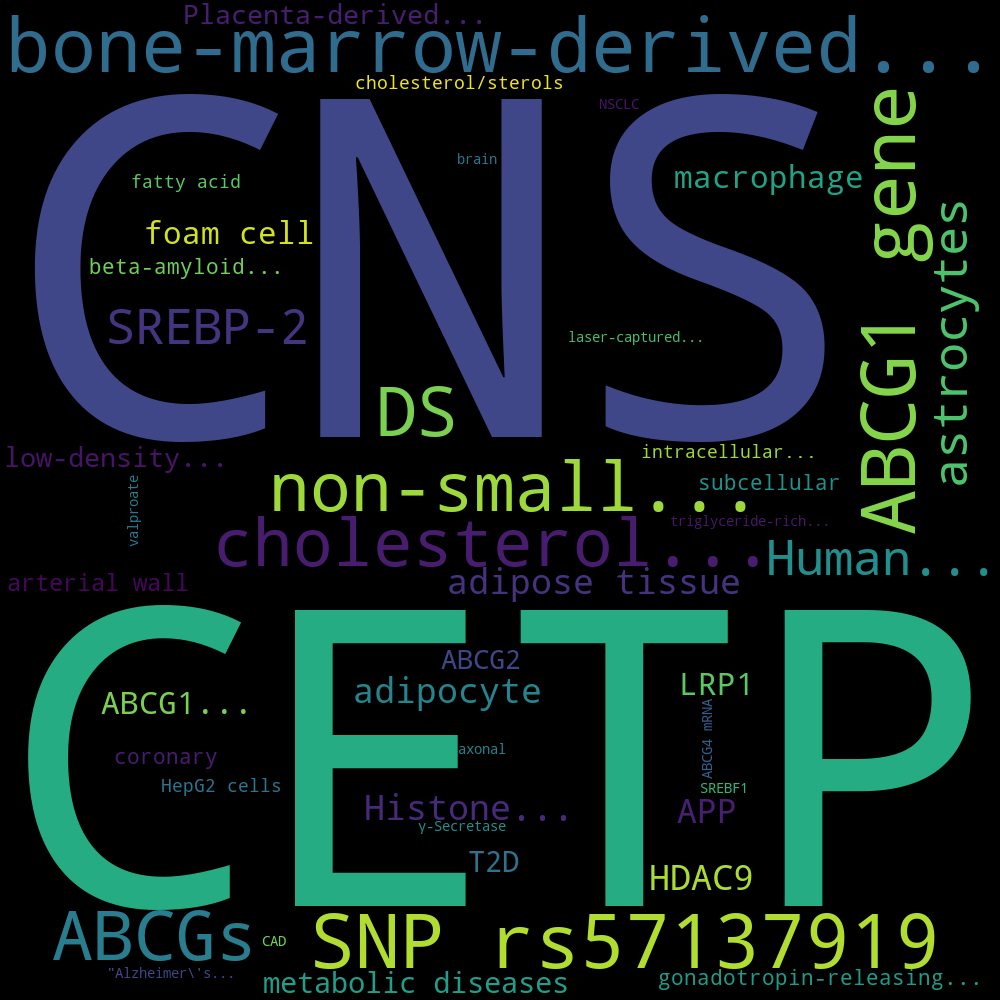 Placenta-derived...
bone-marrow-derived...
cholesterol/sterols
NSCLC
CNS
brain
fatty acid
macrophage
foam cell
beta-amyloid...
SREBP-2
laser-captured...
DS
ABCG1 gene
astrocytes
low-density...
intracellular...
non-small...
subcellular
valproate
cholesterol...
triglyceride-rich...
Human...
arterial wall
adipose tissue
CETP
ABCG2
adipocyte
LRP1
ABCG1...
ABCG4 mRNA
coronary
axonal
HepG2 cells
SREBF1
Histone...
APP
γ-Secretase
T2D
HDAC9
ABCGs
CAD
SNP rs57137919
"Alzheimer\'s...
metabolic diseases
gonadotropin-releasing...